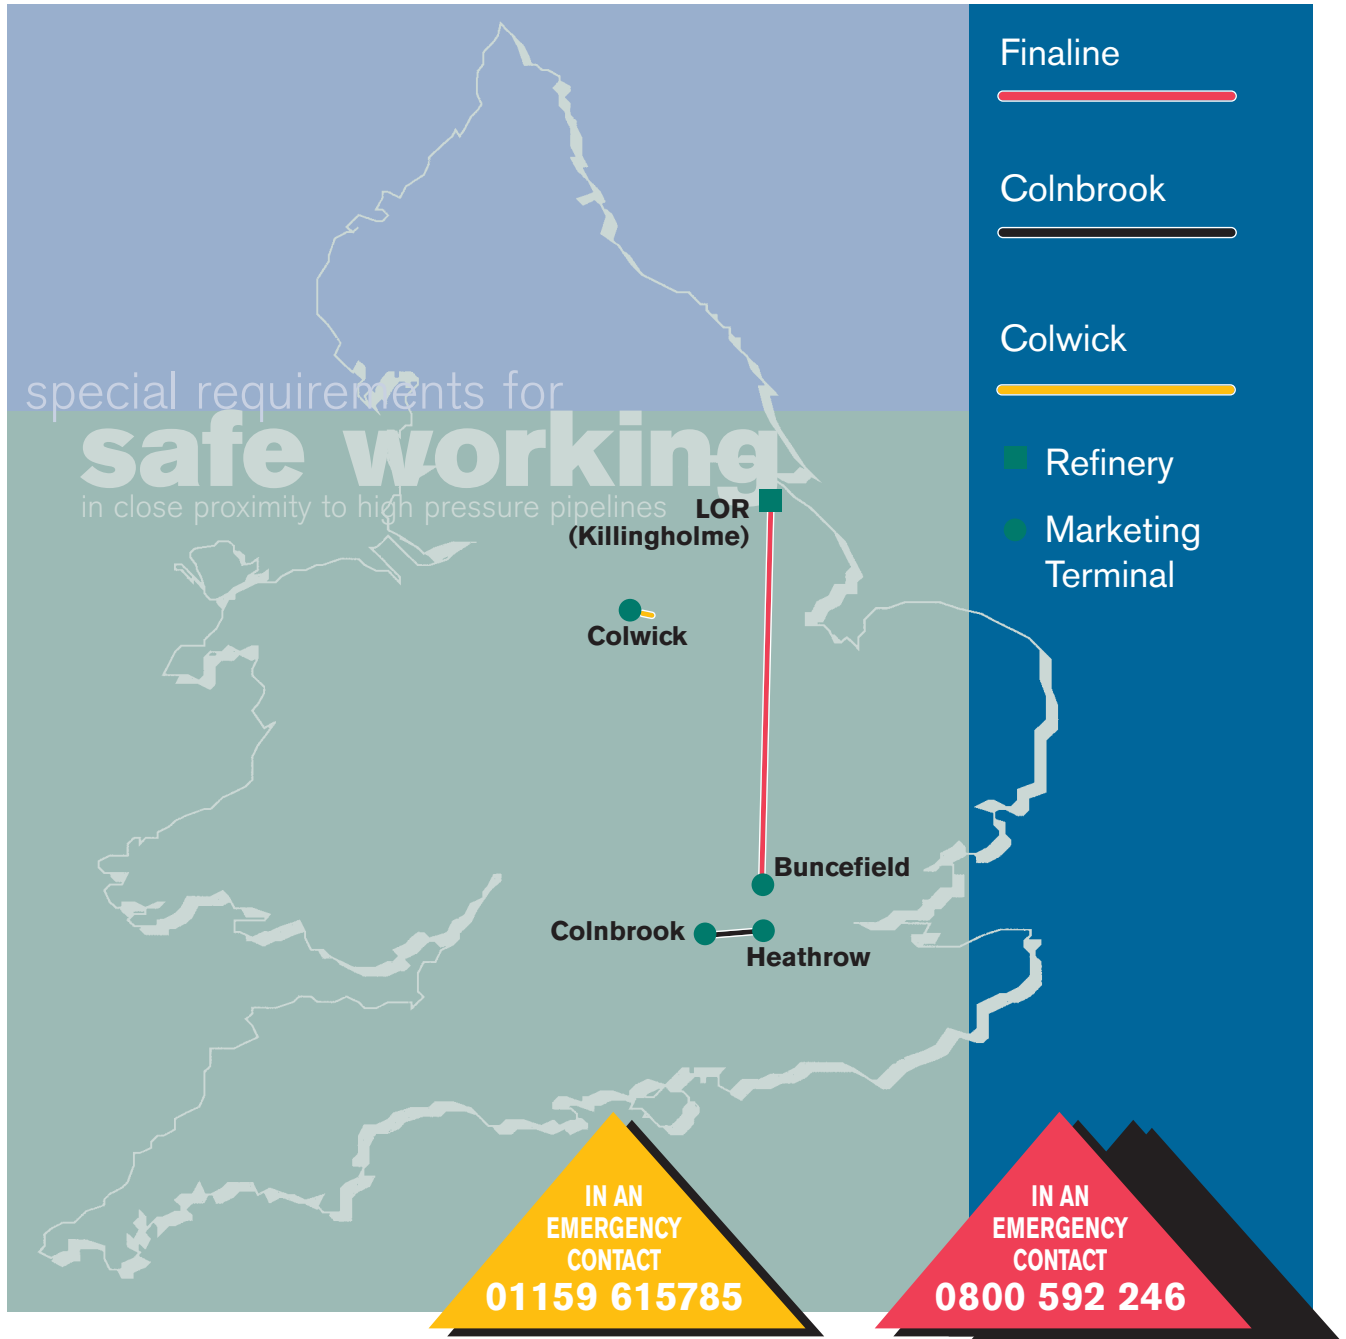 special requirements for
safe working
in close proximity to high pressure pipelines
LOR
(Killingholme)
Colwick
Buncefield
Colnbrook
Heathrow
Finaline
Colnbrook
Colwick
Refinery
Marketing
Terminal
IN AN
EMERGENCY
CONTACT
01159 615785
IN AN
EMERGENCY
CONTACT
0800 592 246